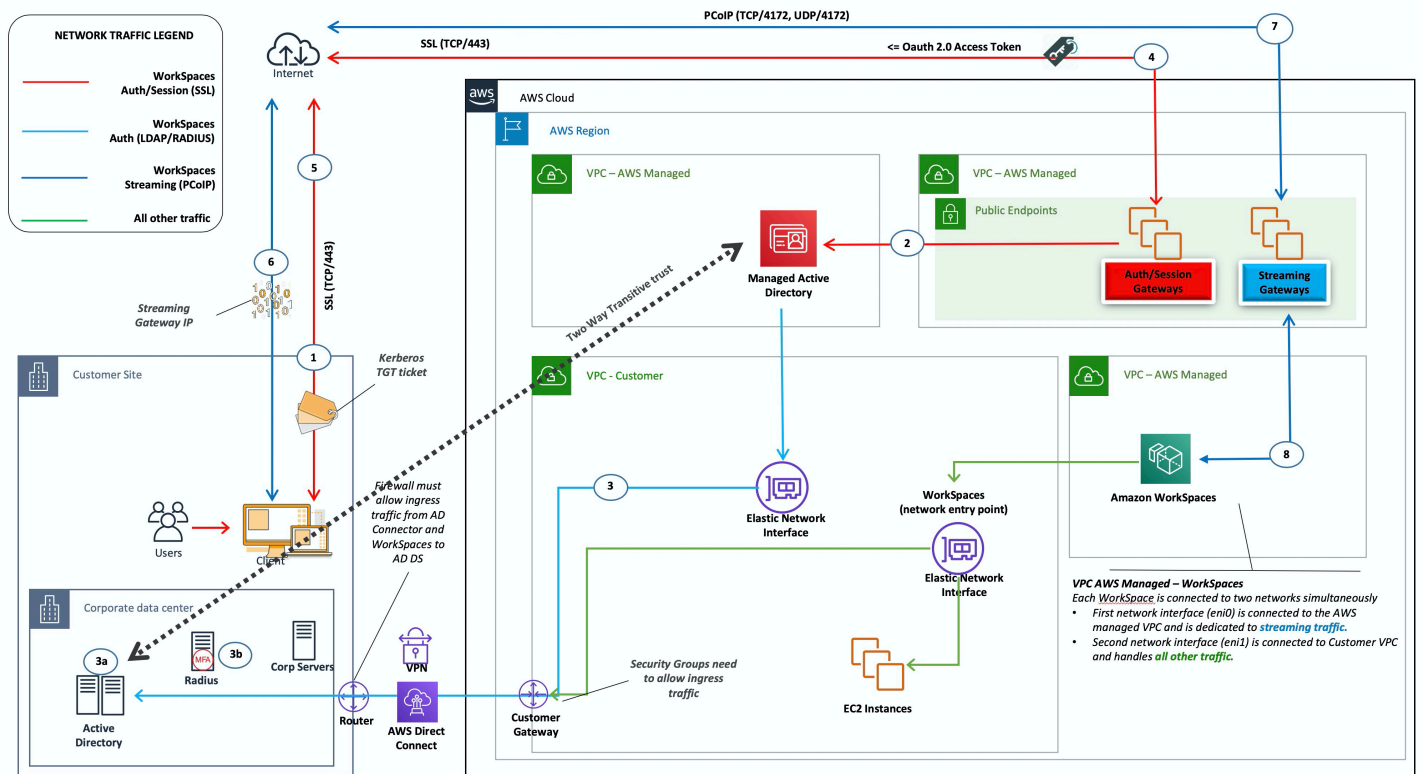 PCoIP (TCP/4172, UDP/4172)
7
NETWORK TRAFFIC LEGEND
WorkSpaces
Auth/Session (SSL)
WorkSpaces
Auth (LDAP/RADIUS)
WorkSpaces
Streaming (PCoIP)
All other traffic
Internet
SSL (TCP/443)
<= Oauth 2.0 Access Token
4
aws
AWS Cloud
AWS Region
5
6
SSL (TCP/443)
Streaming
Gateway IP
1
Kerberos
TGT ticket
VPC – AWS Managed
Managed Active
Directory
Two Way Transitive trust
2
VPC – AWS Managed
Public Endpoints
Auth/Session
Gateways
Streaming
Gateways
Customer Site
Users
Client
Firewall must
allow ingress
traffic from AD
Connector and
WorkSpaces to
AD DS
Corporate data center
3a
MFA
3b
Radius
Corp Servers
Active
Directory
Router
VPN
AWS Direct
Connect
VPC - Customer
3
Elastic Network
Interface
WorkSpaces
(network entry point)
Elastic Network
Interface
Security Groups need
to allow ingress
traffic
Customer
Gateway
EC2 Instances
VPC – AWS Managed
8
Amazon WorkSpaces
VPC AWS Managed – WorkSpaces
Each WorkSpace is connected to two networks simultaneously
• First network interface (eni0) is connected to the AWS
managed VPC and is dedicated to streaming traffic.
• Second network interface (eni1) is connected to Customer VPC
and handles all other traffic.